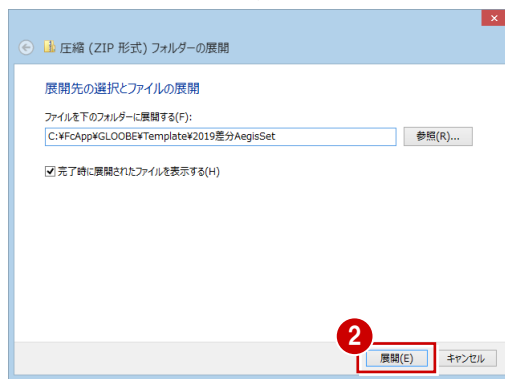 圧縮 (ZIP 形式) フォルダーの展開
展開先の選択とファイルの展開
ファイルを下のフォルダーに展開する(F):
C:¥FcApp¥GLOOBE¥Template¥2019差分AegisSet
参照(R)...
完了時に展開されたファイルを表示する(H)
2
展開(E)
キャンセル